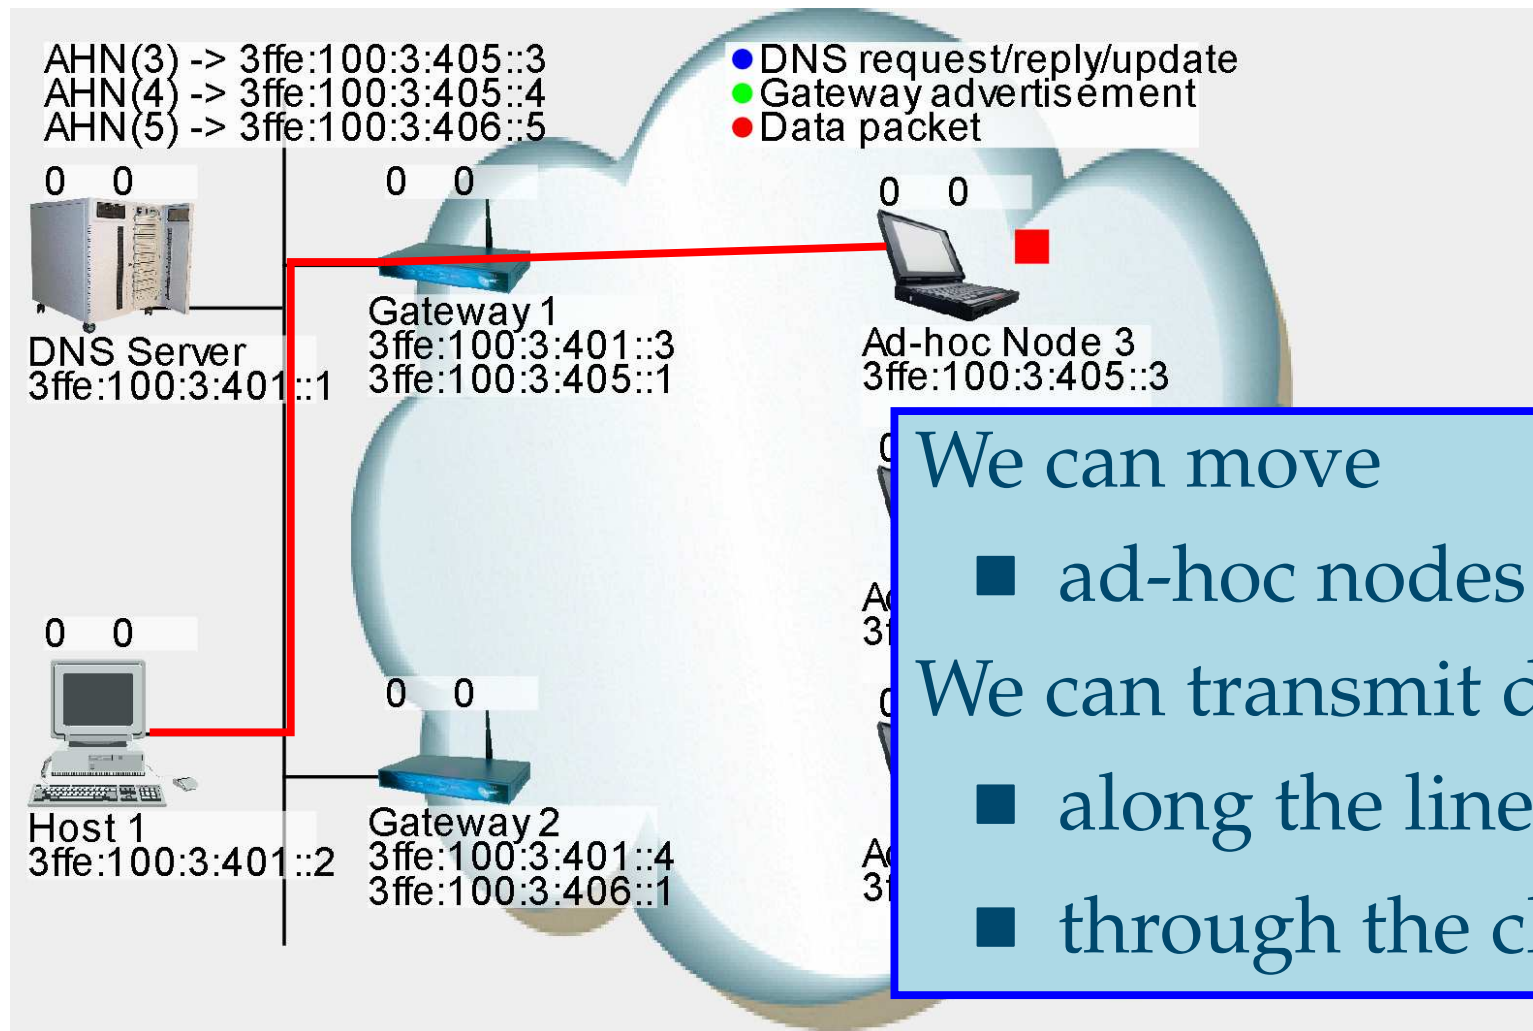 AHN(3) -> 3ffe:100:3:405::3
AHN(4) -> 3ffe:100:3:405::4
AHN(5) -> 3ffe:100:3:406::5
DNS request/reply/update
Gateway advertisement
Data packet
0 0
0 0
0 0
DNS Server
3ffe:100:3:401::1
Gateway 1
3ffe:100:3:401::3
3ffe:100:3:405::1
Ad-hoc Node 3
3ffe:100:3:405::3
0 0
Host 1
3ffe:100:3:401::2
0 0
Gateway 2
3ffe:100:3:401::4
3ffe:100:3:406::1
We can move
■ ad-hoc nodes
We can transmit
■ along the line
■ through the